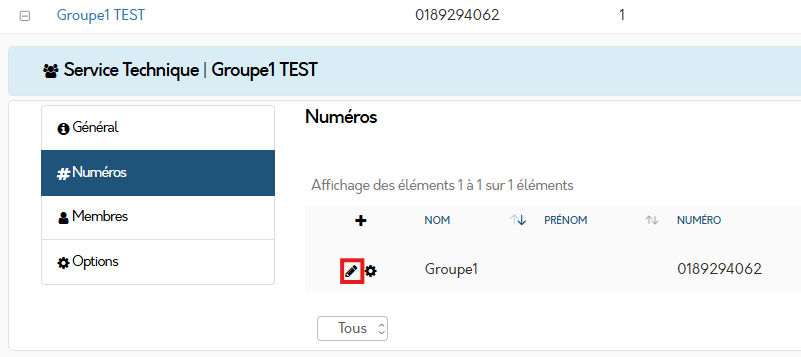 Groupe1 TEST 0189294062 1
Service Technique | Groupe1 TEST
Général
Numéros
Membres
Options
Numéros
Affichage des éléments 1 à 1 sur 1 éléments
NOM PRÉNOM NUMÉRO
Groupe1 0189294062
Tous